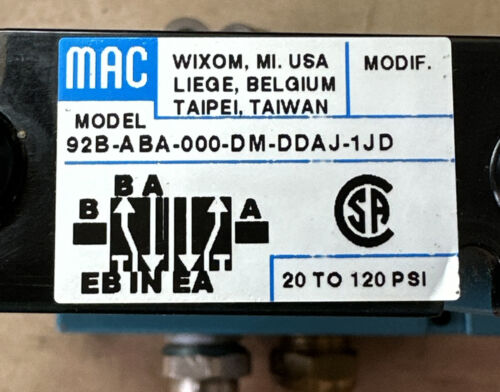 MAC
WIXOM, MI. USA
LIEGE, BELGIUM
TAIPEI, TAIWAN
MODIF.
MODEL
92B-ABA-000-DM-DDAJ-1JD
B A
B A
EB IN EA
SA
20 TO 120 PSI